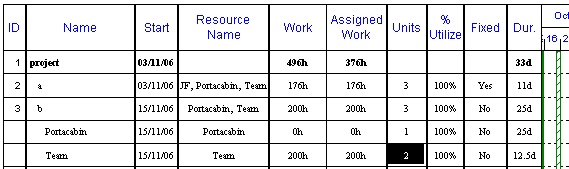 ID Name Start Resource Name Work Assigned Work Units % Utilize Fixed Dur. Oct
16 2
1 project 03/11/06 496h 376h 33d
2 a 03/11/06 JF, Portacabin, Team 176h 176h 3 100% Yes 11d
3 b 15/11/06 Portacabin, Team 200h 200h 3 100% No 25d
Portacabin 15/11/06 Portacabin 0h 0h 1 100% No 25d
Team 15/11/06 Team 200h 200h 2 100% No 12.5d